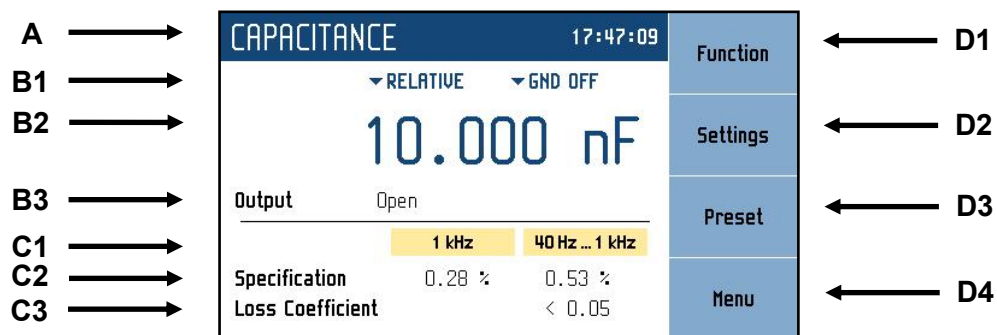 A
CAPACITANCE 17:47:09
Function
D1
B1
RELATIVE GND OFF
B2
10.000 nF
Settings
D2
B3
Output Open
Preset
D3
C1
1 kHz 40 Hz ... 1 kHz
C2
Specification 0.28 % 0.53 %
C3
Loss Coefficient < 0.05
Menu
D4